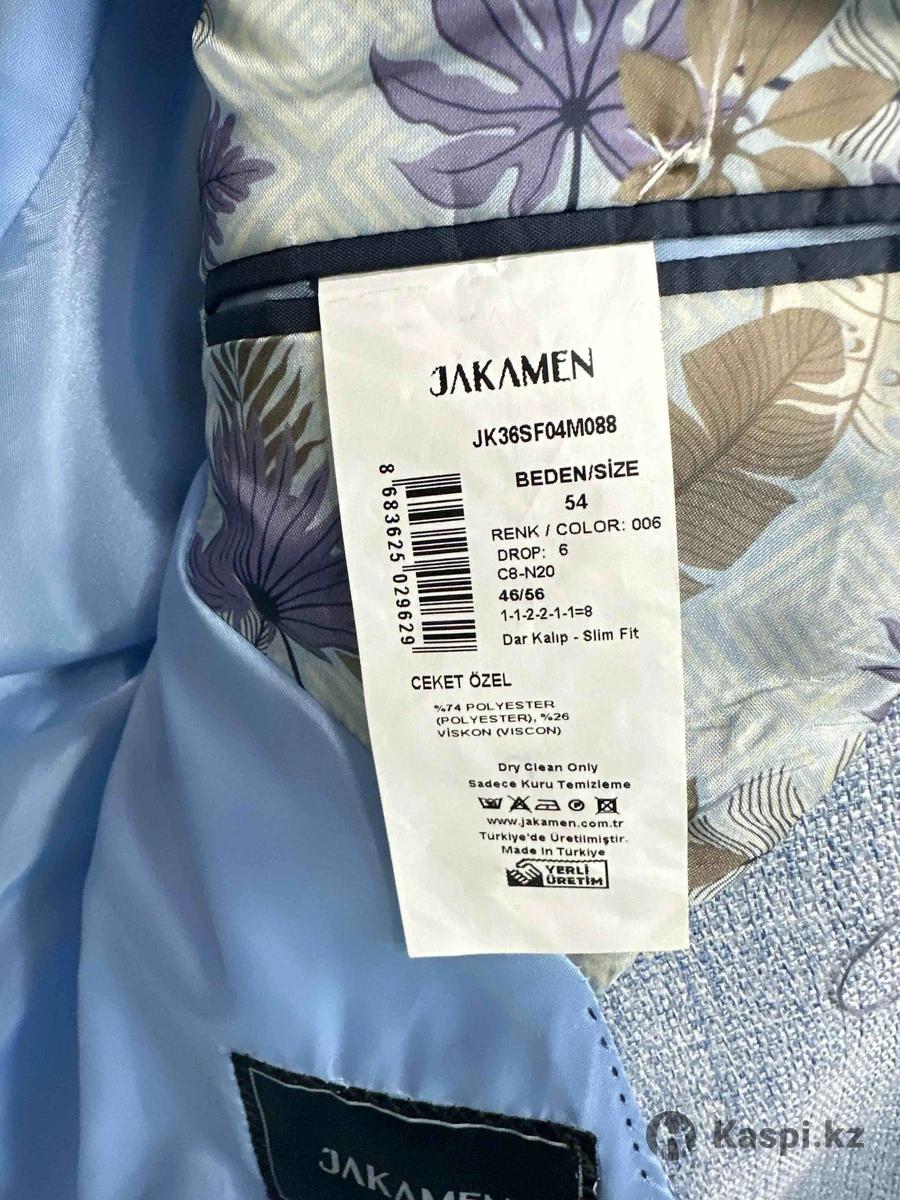 JAKAMEN
JK36SF04M088
8 683625 029629
BEDEN/SİZE
54
RENK / COLOR: 006
DROP: 6
C8-N20
46/56
1-1-2-2-1-1=8
Dar Kalıp - Slim Fit
CEKET ÖZEL
%74 POLYESTER
(POLYESTER), %26
VİSKON (VISCON)
Dry Clean Only
Sadece Kuru Temizleme
www.jakamen.com.tr
Türkiye'de Üretilmiştir.
Made In Türkiye
YERLİ
ÜRETİM
JAKAMEN
Kaspi.kz